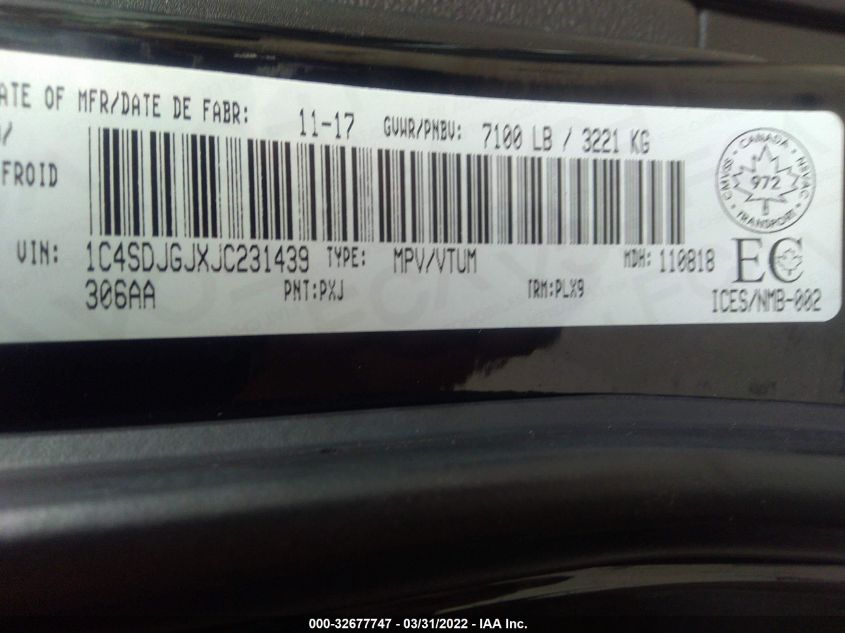 ATE OF MFR/DATE DE FABR: 11-17 GVWR/PNBV: 7100 LB / 3221 KG
FROID
CANADA
CMVSS NSVAC
972
TRANSPORT
VIN: 1C4SDJGJXJC231439 TYPE: MPV/VTUM MDH: 110818 EC
306AA PNT:PXJ TRM:PLX9 ICES/NMB-002
000-32677747 - 03/31/2022 - IAA Inc.